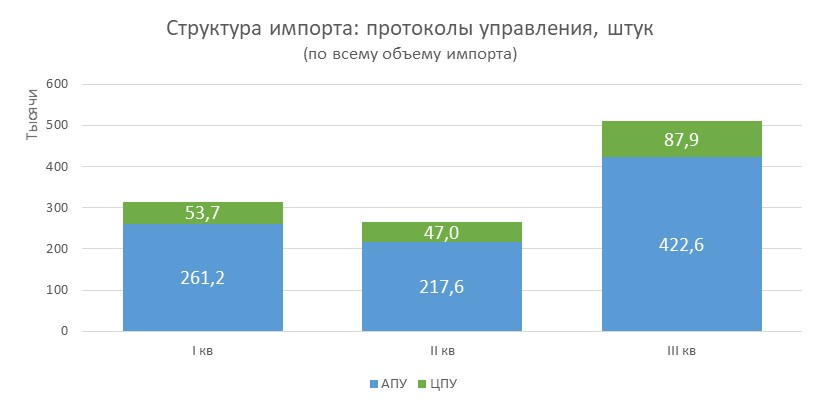 Структура импорта: протоколы управления, штук
(по всему объему импорта)
Тысячи
600
500
400
300
200
100
0
53,7
261,2
47,0
217,6
87,9
422,6
I кв
II кв
III кв
АПУ
ЦПУ